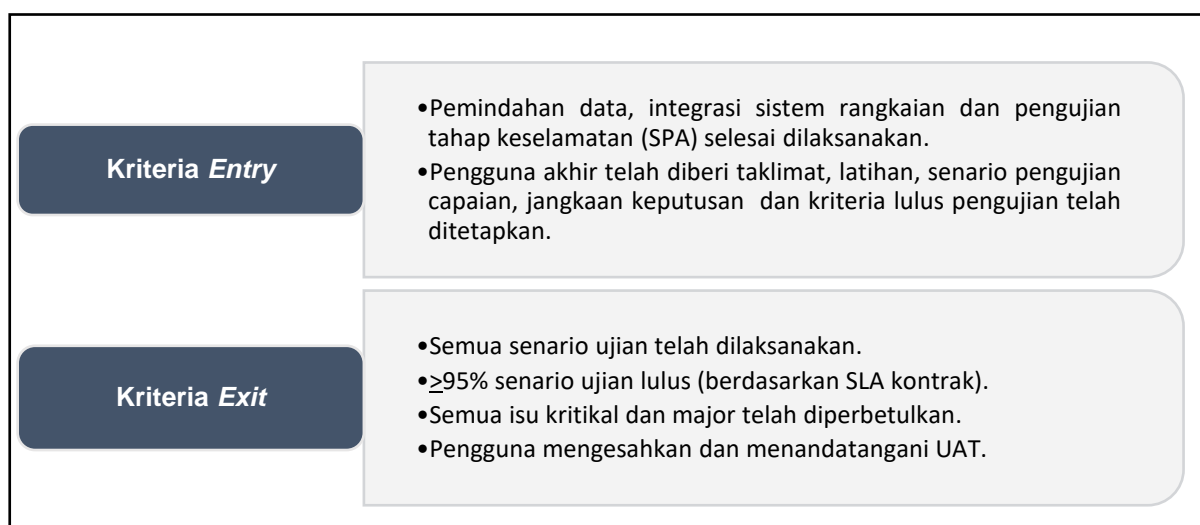 Kriteria Entry
•Pemindahan data, integrasi sistem rangkaian dan pengujian
tahap keselamatan (SPA) selesai dilaksanakan.
•Pengguna akhir telah diberi taklimat, latihan, senario pengujian
capaian, jangkaan keputusan dan kriteria lulus pengujian telah
ditetapkan.
Kriteria Exit
•Semua senario ujian telah dilaksanakan.
•≥95% senario ujian lulus (berdasarkan SLA kontrak).
•Semua isu kritikal dan major telah diperbetulkan.
•Pengguna mengesahkan dan menandatangani UAT.